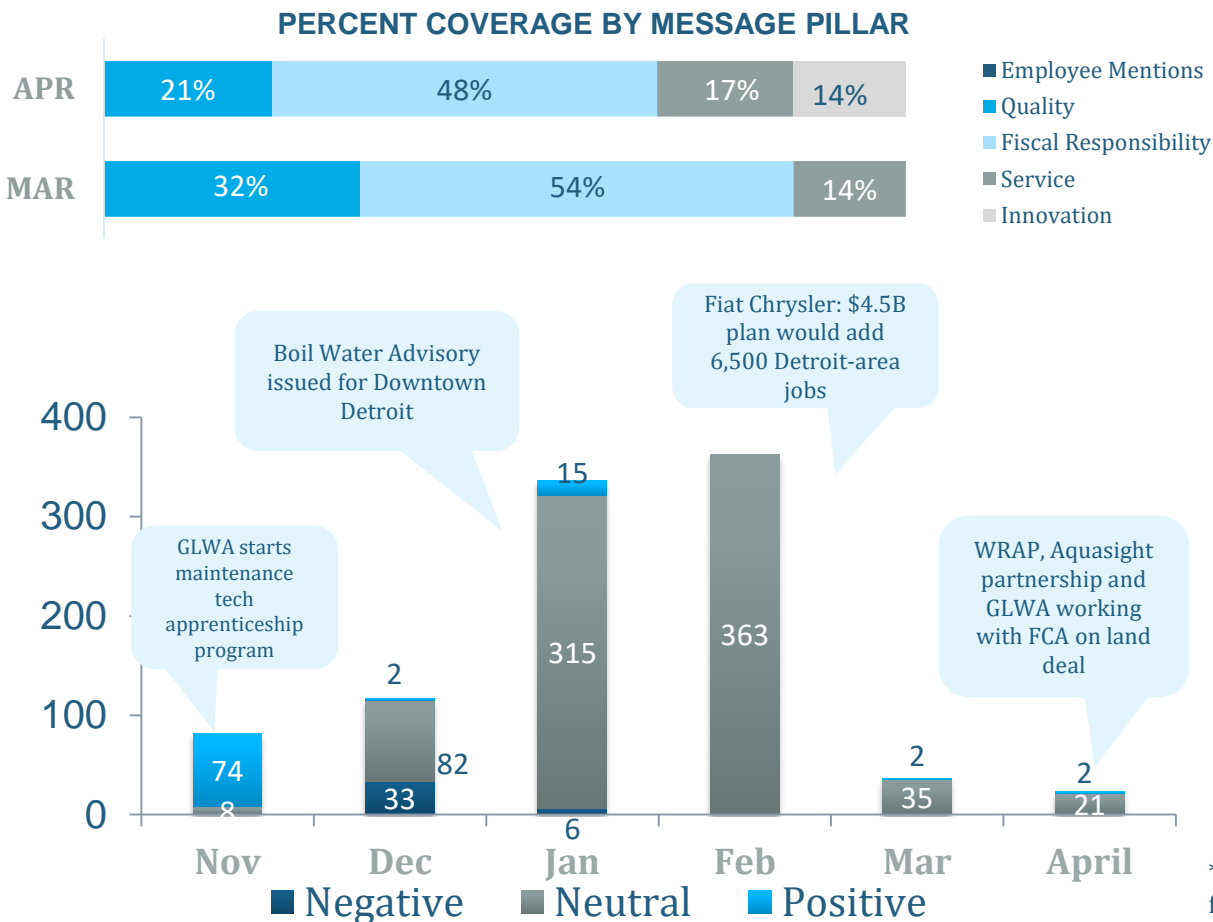 PERCENT COVERAGE BY MESSAGE PILLAR
APR
21%
48%
17%
14%
MAR
32%
54%
14%
Employee Mentions
Quality
Fiscal Responsibility
Service
Innovation
Boil Water Advisory
issued for Downtown
Detroit
Fiat Chrysler: $4.5B
plan would add
6,500 Detroit-area
jobs
GLWA starts
maintenance
tech
apprenticeship
program
WRAP, Aquasight
partnership and
GLWA working
with FCA on land
deal
400
300
200
100
0
74
8
2
82
33
15
315
6
363
2
35
2
21
Nov
Dec
Jan
Feb
Mar
April
Negative
Neutral
Positive
*